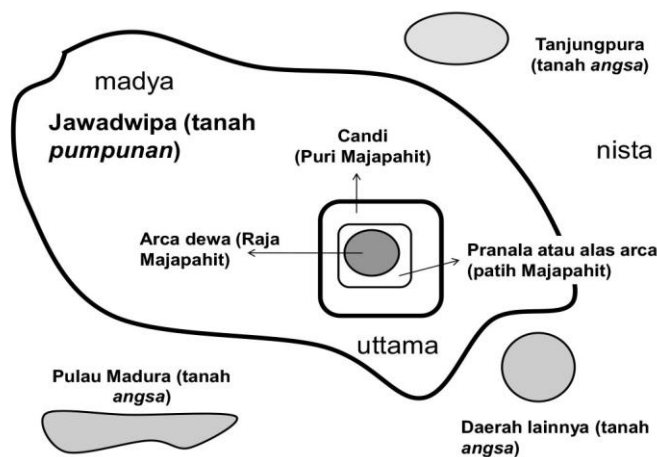 Tanjungpura
(tanah angsa)
madya
Jawadwipa (tanah
pumpunan)
Candi
(Puri Majapahit)
nista
Arca dewa (Raja
Majapahit)
Pranala atau alas arca
(patih Majapahit)
uttama
Pulau Madura (tanah
angsa)
Daerah lainnya (tanah
angsa)